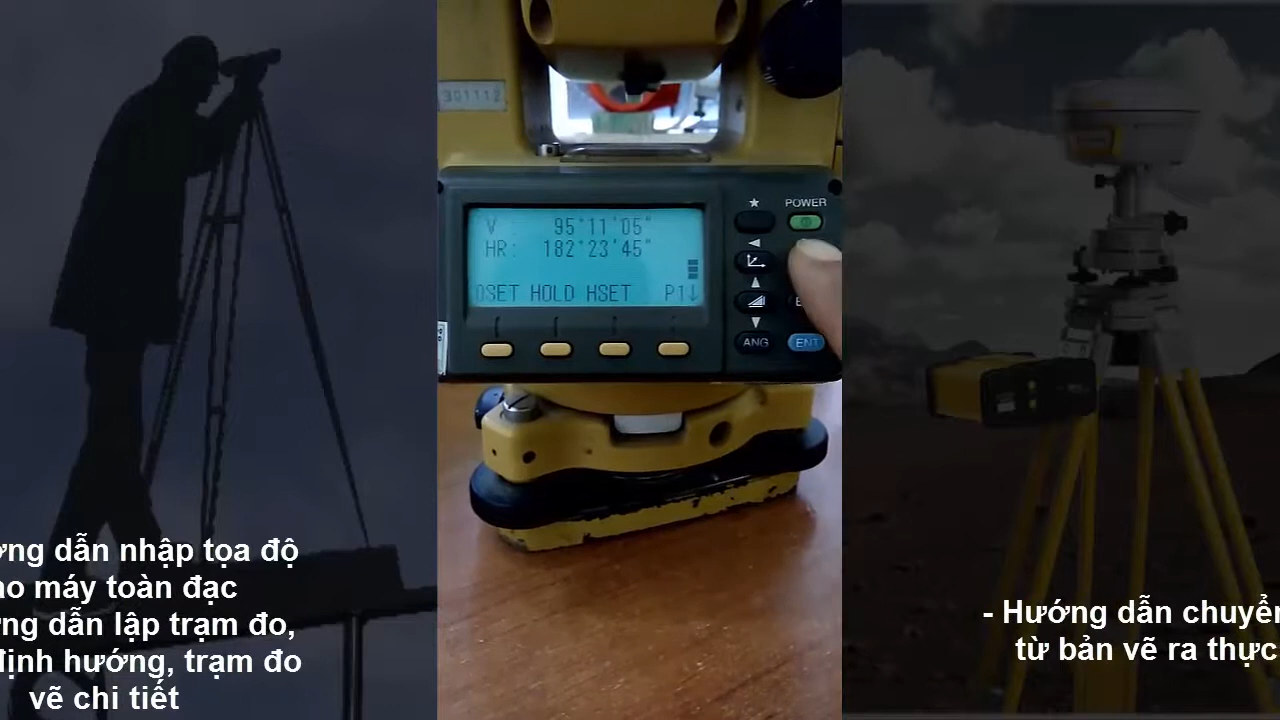 301112
★ POWER
V : 95°11'05"
HR: 182°23'45"
0SET HOLD HSET P1↓
ANG ENT
ng dẫn nhập tọa độ
ao máy toàn đạc
ng dẫn lập trạm đo,
định hướng, trạm đo
vẽ chi tiết
- Hướng dẫn chuyển
từ bản vẽ ra thực